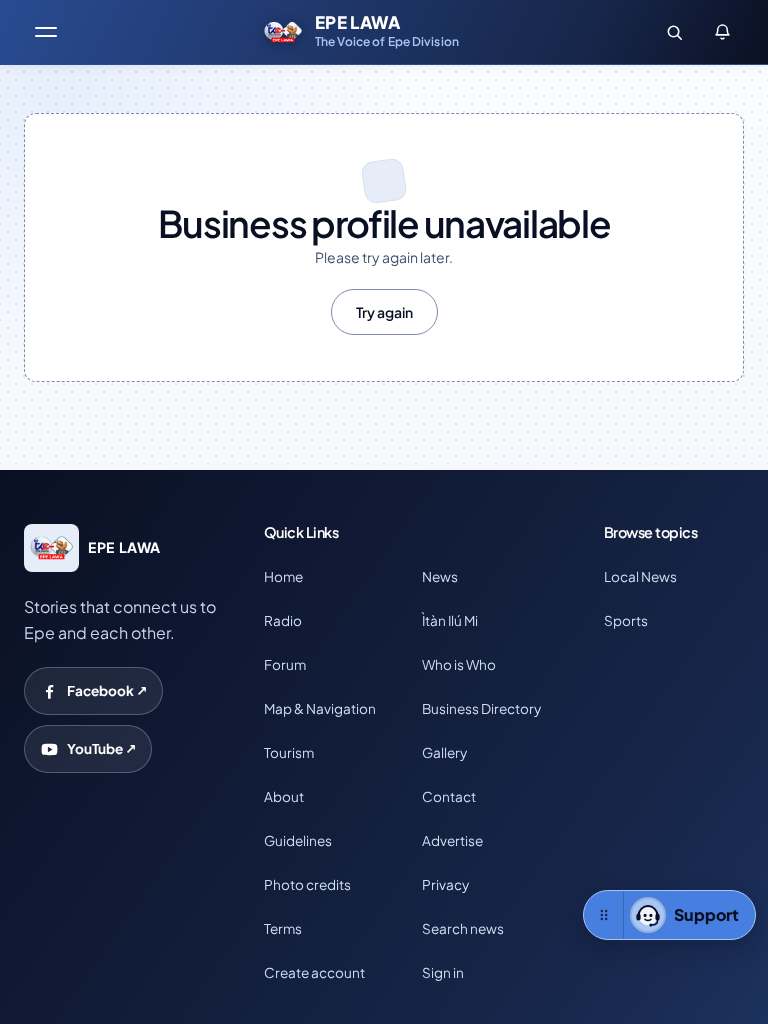 EPE LAWA
The Voice of Epe Division
Business profile unavailable
Please try again later.
Try again
EPE LAWA
EPE LAWA
Stories that connect us to
Epe and each other.
Facebook ↗
YouTube ↗
Quick Links
Home
News
Radio
Ìtàn Ilú Mi
Forum
Who is Who
Map & Navigation
Business Directory
Tourism
Gallery
About
Contact
Guidelines
Advertise
Photo credits
Privacy
Terms
Search news
Create account
Sign in
Browse topics
Local News
Sports
Support